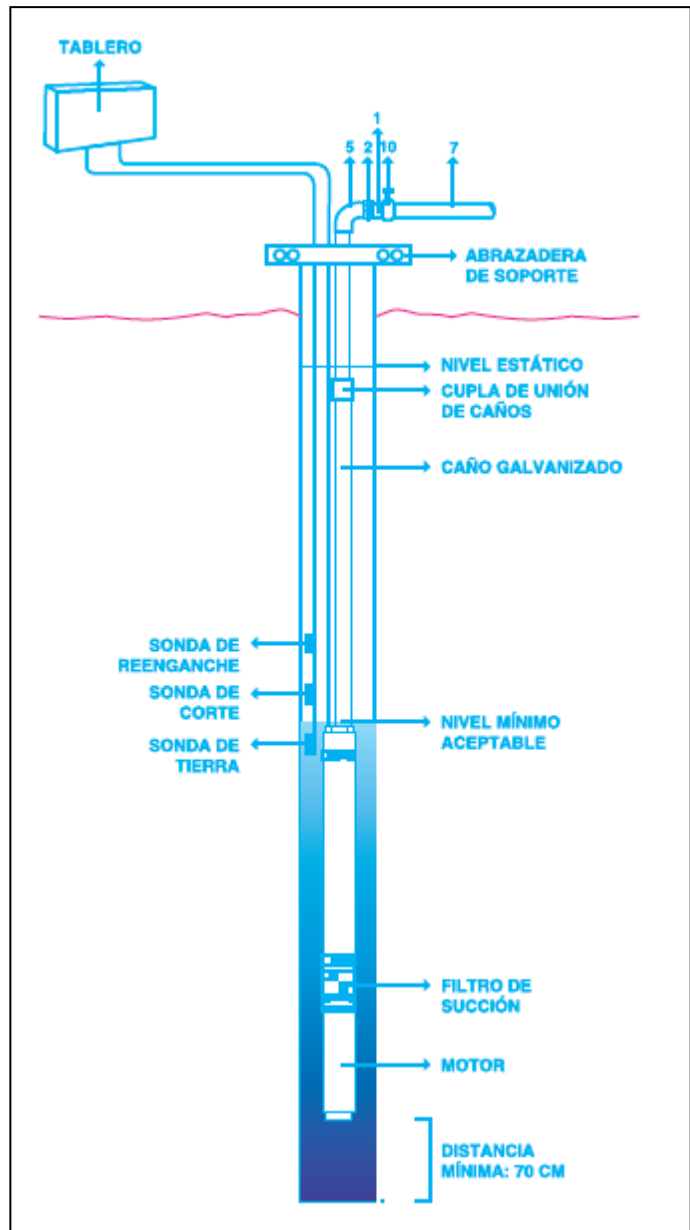 TABLERO
1
5 2 10 7
ABRAZADERA
DE SOPORTE
NIVEL ESTÁTICO
CUPLA DE UNIÓN
DE CAÑOS
CAÑO GALVANIZADO
SONDA DE
REENGANCHE
SONDA DE
CORTE
SONDA DE
TIERRA
NIVEL MÍNIMO
ACEPTABLE
FILTRO DE
SUCCIÓN
MOTOR
DISTANCIA
MÍNIMA: 70 CM